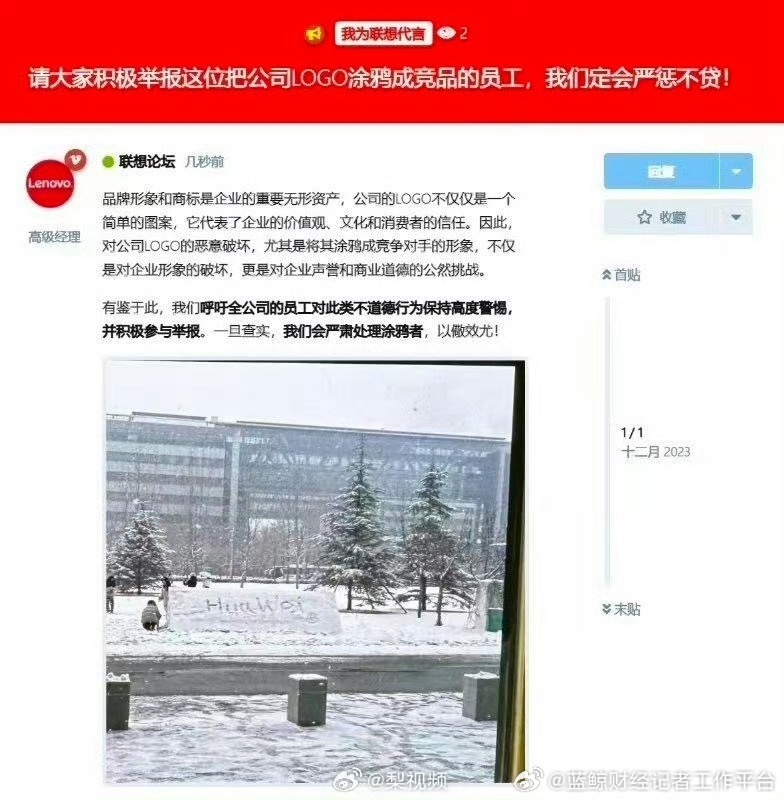 我为联想代言 2
请大家积极举报这位把公司LOGO涂鸦成竞品的员工，我们定会严惩不贷！
Lenovo.
高级经理
联想论坛 几秒前
品牌形象和商标是企业的重要无形资产，公司的LOGO不仅仅是一个
简单的图案，它代表了企业的价值观、文化和消费者的信任。因此，
对公司LOGO的恶意破坏，尤其是将其涂鸦成竞争对手的形象，不仅
是对企业形象的破坏，更是对企业声誉和商业道德的公然挑战。
有鉴于此，我们呼吁全公司的员工对此类不道德行为保持高度警惕，
并积极参与举报。一旦查实，我们会严肃处理涂鸦者，以儆效尤！
回复
收藏
首贴
1/1
十二月 2023
末贴
HuaWei
@梨视频
@蓝鲸财经记者工作平台